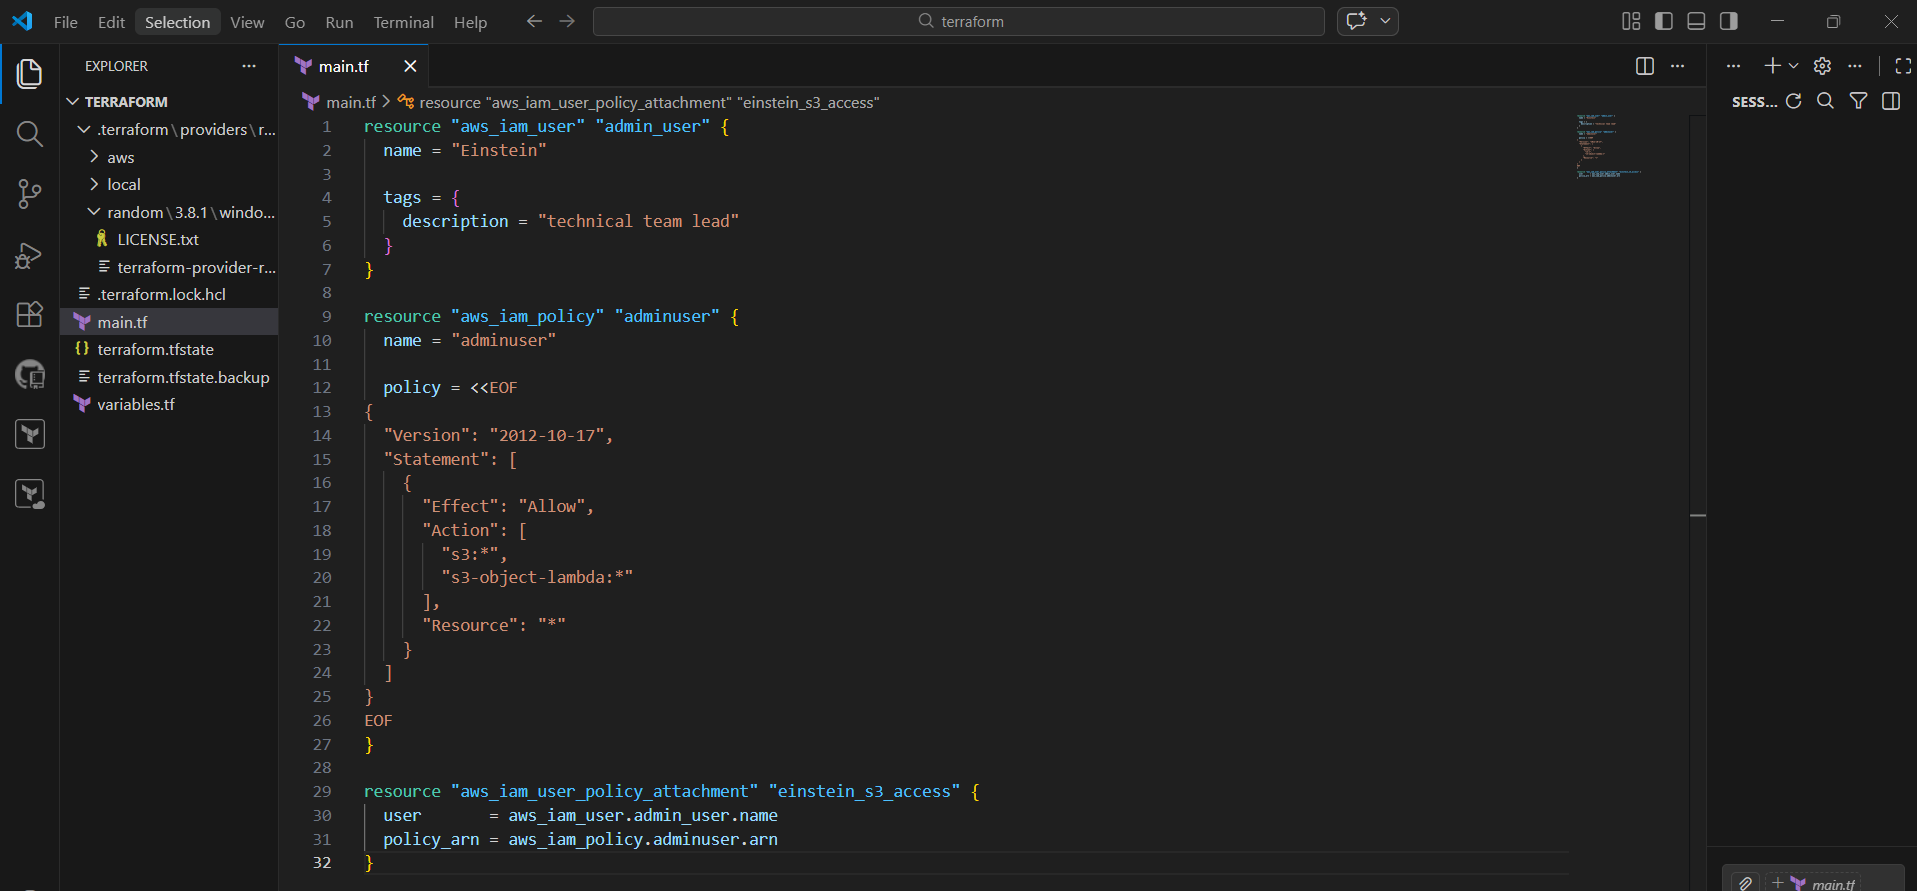 File Edit Selection View Go Run Terminal Help
terraform
EXPLORER
TERRAFORM
.terraform\providers\r...
aws
local
random\3.8.1\windo...
LICENSE.txt
terraform-provider-r...
.terraform.lock.hcl
main.tf
terraform.tfstate
terraform.tfstate.backup
variables.tf
main.tf
main.tf > resource "aws_iam_user_policy_attachment" "einstein_s3_access"
1 resource "aws_iam_user" "admin_user" {
2   name = "Einstein"
3
4   tags = {
5     description = "technical team lead"
6   }
7 }
8
9 resource "aws_iam_policy" "adminuser" {
10   name = "adminuser"
11
12   policy = <<EOF
13 {
14   "Version": "2012-10-17",
15   "Statement": [
16     {
17       "Effect": "Allow",
18       "Action": [
19         "s3:*",
20         "s3-object-lambda:*"
21       ],
22       "Resource": "*"
23     }
24   ]
25 }
26 EOF
27 }
28
29 resource "aws_iam_user_policy_attachment" "einstein_s3_access" {
30   user       = aws_iam_user.admin_user.name
31   policy_arn = aws_iam_policy.adminuser.arn
32 }
SESS...
main.tf